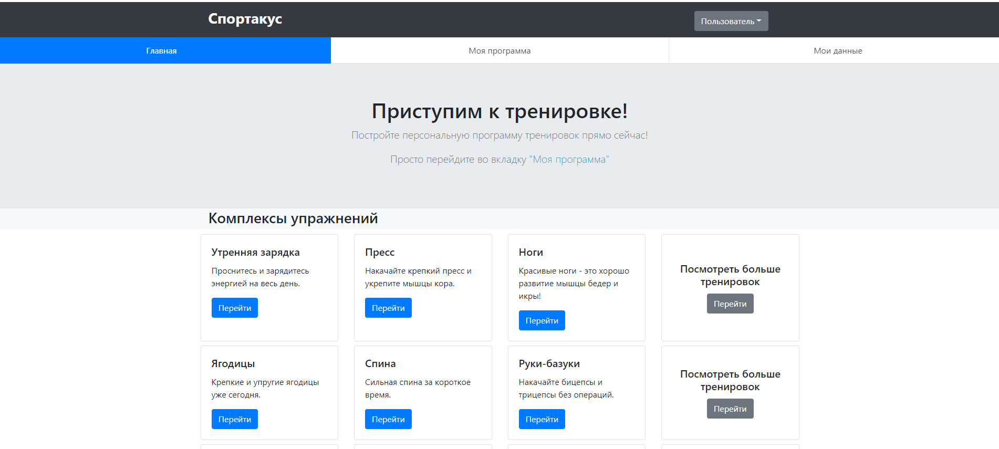 Спортакус
Пользователь
Главная
Моя программа
Мои данные
Приступим к тренировке!
Постройте персональную программу тренировок прямо сейчас!
Просто перейдите во вкладку "Моя программа"
Комплексы упражнений
Утренняя зарядка
Проснитесь и зарядитесь
энергией на весь день.
Перейти
Пресс
Накачайте крепкий пресс и
укрепите мышцы кора.
Перейти
Ноги
Красивые ноги - это хорошо
развитие мышцы бедер и
икры!
Перейти
Посмотреть больше
тренировок
Перейти
Ягодицы
Крепкие и упругие ягодицы
уже сегодня.
Перейти
Спина
Сильная спина за короткое
время.
Перейти
Руки-базуки
Накачайте бицепсы и
трицепсы без операций.
Перейти
Посмотреть больше
тренировок
Перейти